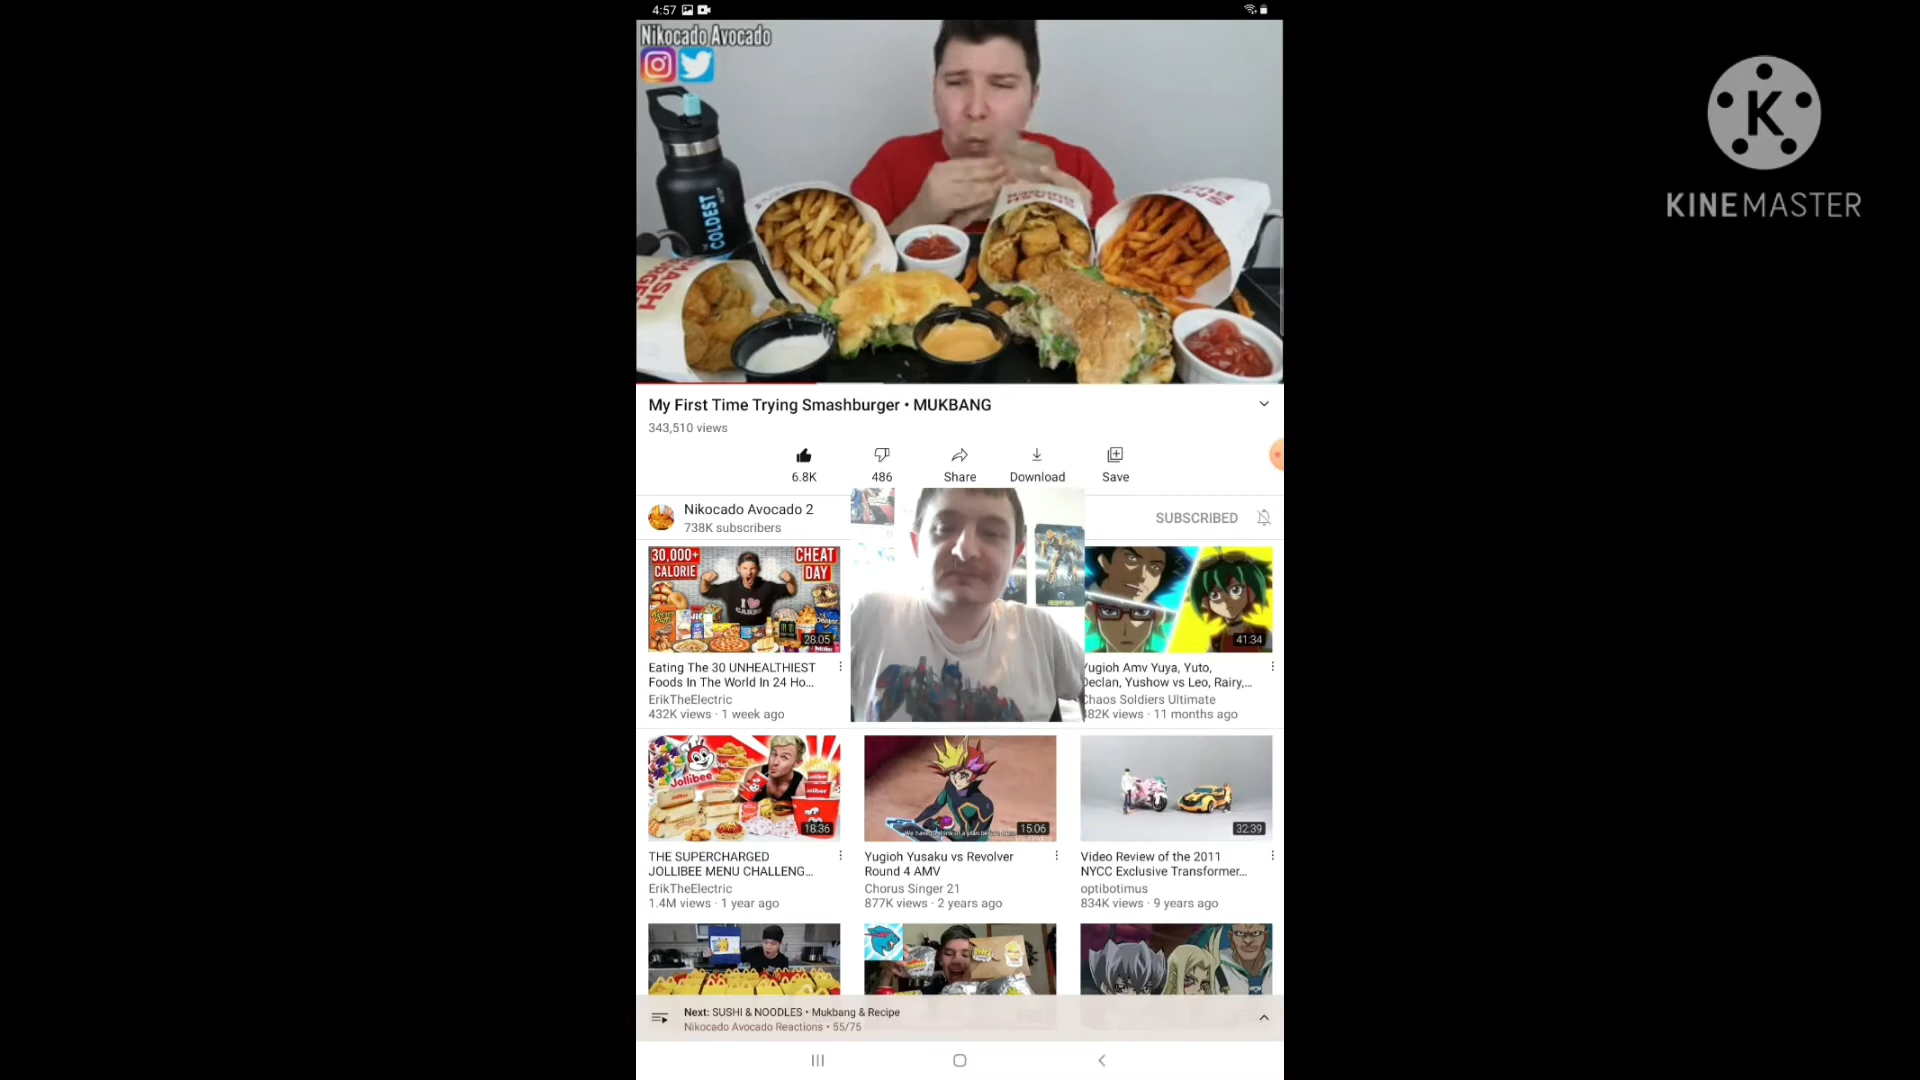 4:57
Nikocado Avocado
COLDEST
My First Time Trying Smashburger • MUKBANG
343,510 views
6.8K
486
Share
Download
Save
Nikocado Avocado 2
738K subscribers
SUBSCRIBED
30,000+
CALORIE
CHEAT
DAY
I
CARBS
28:05
41:34
Eating The 30 UNHEALTHIEST
Foods In The World In 24 Ho...
ErikTheElectric
432K views · 1 week ago
Yugioh Amv Yuya, Yuto,
Declan, Yushow vs Leo, Rairy,...
Chaos Soldiers Ultimate
82K views · 11 months ago
Jollibee
18:36
15:06
32:39
THE SUPERCHARGED
JOLLIBEE MENU CHALLENG...
ErikTheElectric
1.4M views · 1 year ago
Yugioh Yusaku vs Revolver
Round 4 AMV
Chorus Singer 21
877K views · 2 years ago
Video Review of the 2011
NYCC Exclusive Transformer...
optibotimus
834K views · 9 years ago
Next: SUSHI & NOODLES • Mukbang & Recipe
Nikocado Avocado Reactions • 55/75
K
KINEMASTER